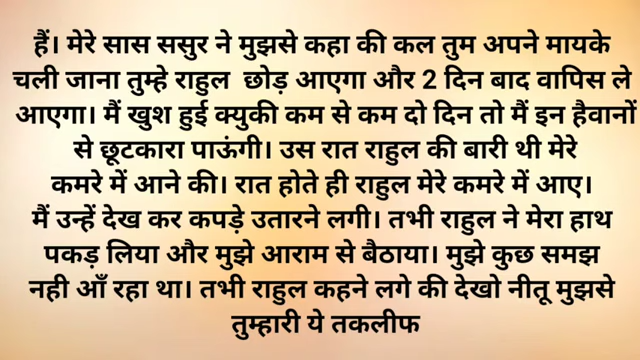 हैं। मेरे सास ससुर ने मुझसे कहा की कल तुम अपने मायके
चली जाना तुम्हे राहुल छोड़ आएगा और 2 दिन बाद वापिस ले
आएगा। मैं खुश हुई क्युकी कम से कम दो दिन तो मैं इन हैवानों
से छूटकारा पाऊंगी। उस रात राहुल की बारी थी मेरे
कमरे में आने की। रात होते ही राहुल मेरे कमरे में आए।
मैं उन्हें देख कर कपड़े उतारने लगी। तभी राहुल ने मेरा हाथ
पकड़ लिया और मुझे आराम से बैठाया। मुझे कुछ समझ
नही आँ रहा था। तभी राहुल कहने लगे की देखो नीतू मुझसे
तुम्हारी ये तकलीफ